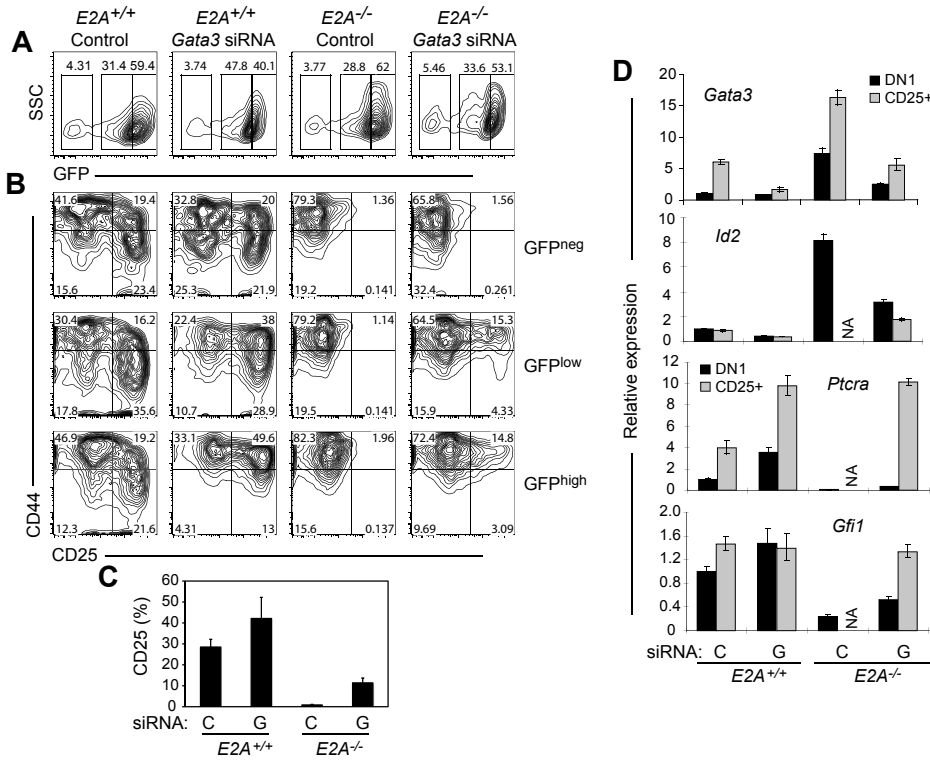 E2A+/+ Control
E2A+/+ Gata3 siRNA
E2A-/- Control
E2A-/- Gata3 siRNA
A
SSC
4.31 31.4 59.4
3.74 47.8 40.1
3.77 28.8 62
5.46 33.6 53.1
GFP
B
CD44
41.6 19.4 15.6 23.4
32.8 20 25.3 21.9
79.3 1.36 19.2 0.141
65.8 1.56 32.4 0.261
GFPneg
30.4 16.2 17.8 35.6
22.4 38 10.7 28.9
79.2 1.14 19.5 0.141
64.5 15.3 15.9 4.33
GFPlow
46.9 19.2 12.3 21.6
33.1 49.6 4.31 13
82.3 1.96 15.6 0.137
72.4 14.8 9.69 3.09
GFPhigh
CD25
C
CD25 (%)
60
50
40
30
20
10
0
siRNA: C G C G
E2A+/+ E2A-/-
D
Relative expression
Gata3
DN1
CD25+
20
15
10
5
0
Id2
10
8
6
4
2
0
NA
Ptcra
DN1
CD25+
12
10
8
6
4
2
0
NA
Gfi1
2.0
1.6
1.2
0.8
0.4
0
NA
siRNA: C G C G
E2A+/+ E2A-/-